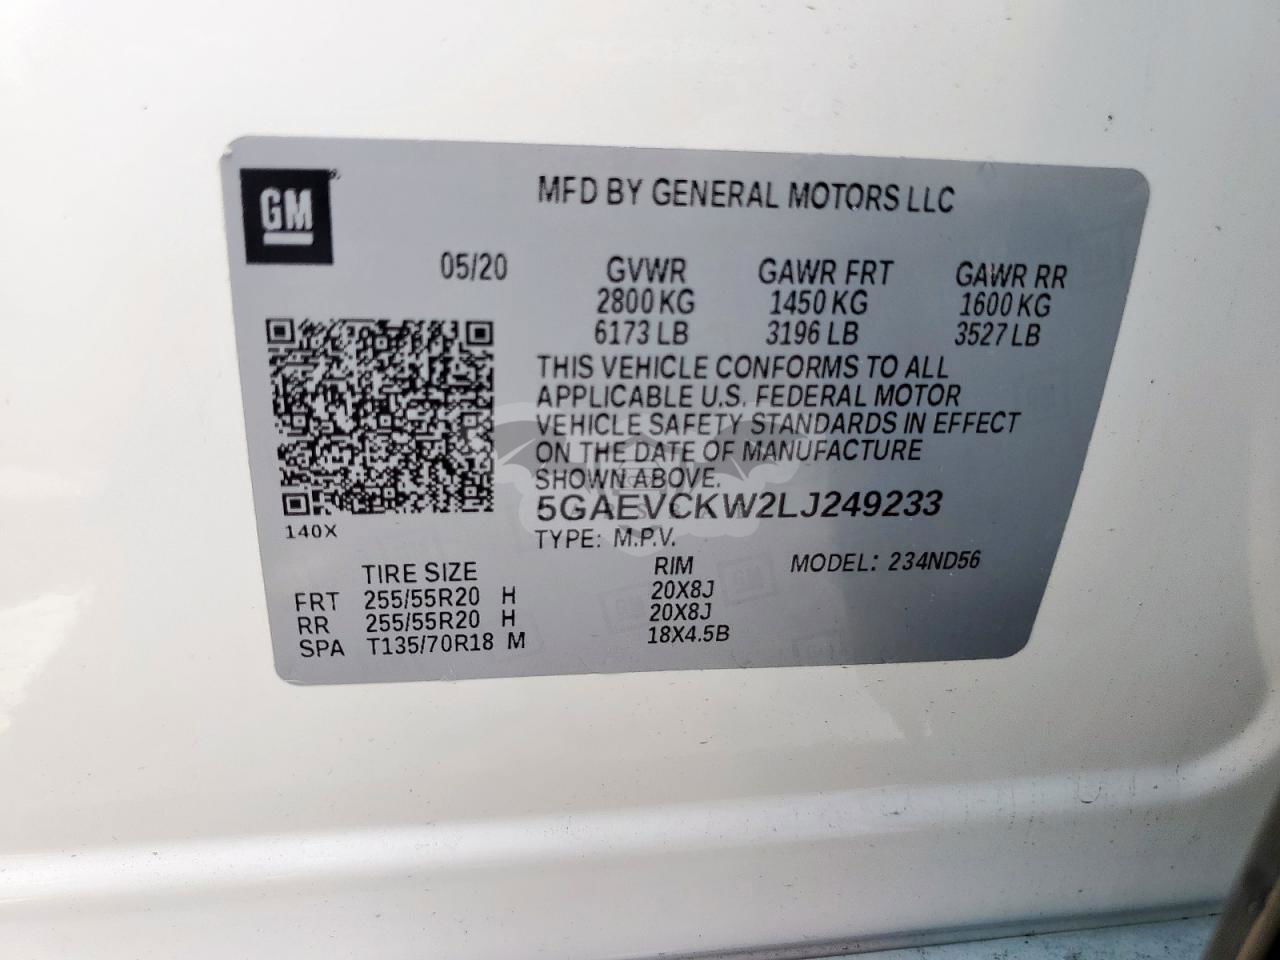 GM
MFD BY GENERAL MOTORS LLC
05/20 GVWR GAWR FRT GAWR RR
2800 KG 1450 KG 1600 KG
6173 LB 3196 LB 3527 LB
THIS VEHICLE CONFORMS TO ALL
APPLICABLE U.S. FEDERAL MOTOR
VEHICLE SAFETY STANDARDS IN EFFECT
ON THE DATE OF MANUFACTURE
SHOWN ABOVE.
5GAEVCKW2LJ249233
140X
TYPE: M.P.V.
MODEL: 234ND56
TIRE SIZE RIM
FRT 255/55R20 H 20X8J
RR 255/55R20 H 20X8J
SPA T135/70R18 M 18X4.5B